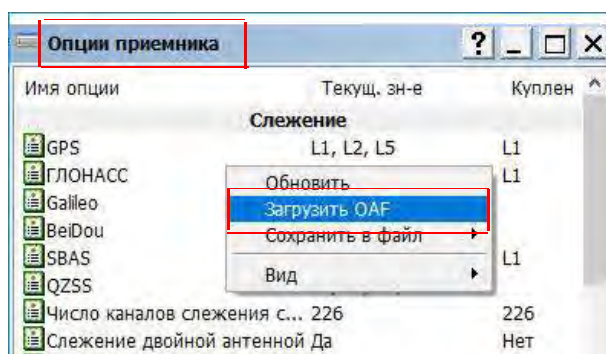 Опции приемника
Имя опции Текущ. зн-е Куплен
Слежение
GPS L1, L2, L5 L1
ГЛОНАСС L1
Galileo
BeiDou
SBAS L1
QZSS
Обновить
Загрузить OAF
Сохранить в файл
Вид
Число каналов слежения с... 226 226
Слежение двойной антенной Да Нет